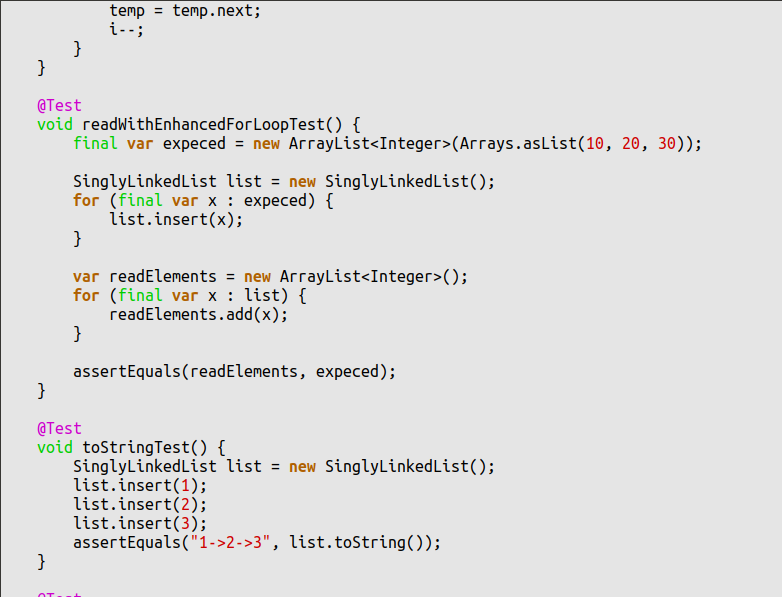 temp = temp.next;
i--;
}
}
@Test
void readWithEnhancedForLoopTest() {
final var expeced = new ArrayList<Integer>(Arrays.asList(10, 20, 30));
SinglyLinkedList list = new SinglyLinkedList();
for (final var x : expeced) {
list.insert(x);
}
var readElements = new ArrayList<Integer>();
for (final var x : list) {
readElements.add(x);
}
assertEquals(readElements, expeced);
}
@Test
void toStringTest() {
SinglyLinkedList list = new SinglyLinkedList();
list.insert(1);
list.insert(2);
list.insert(3);
assertEquals("1->2->3", list.toString());
}
@Test